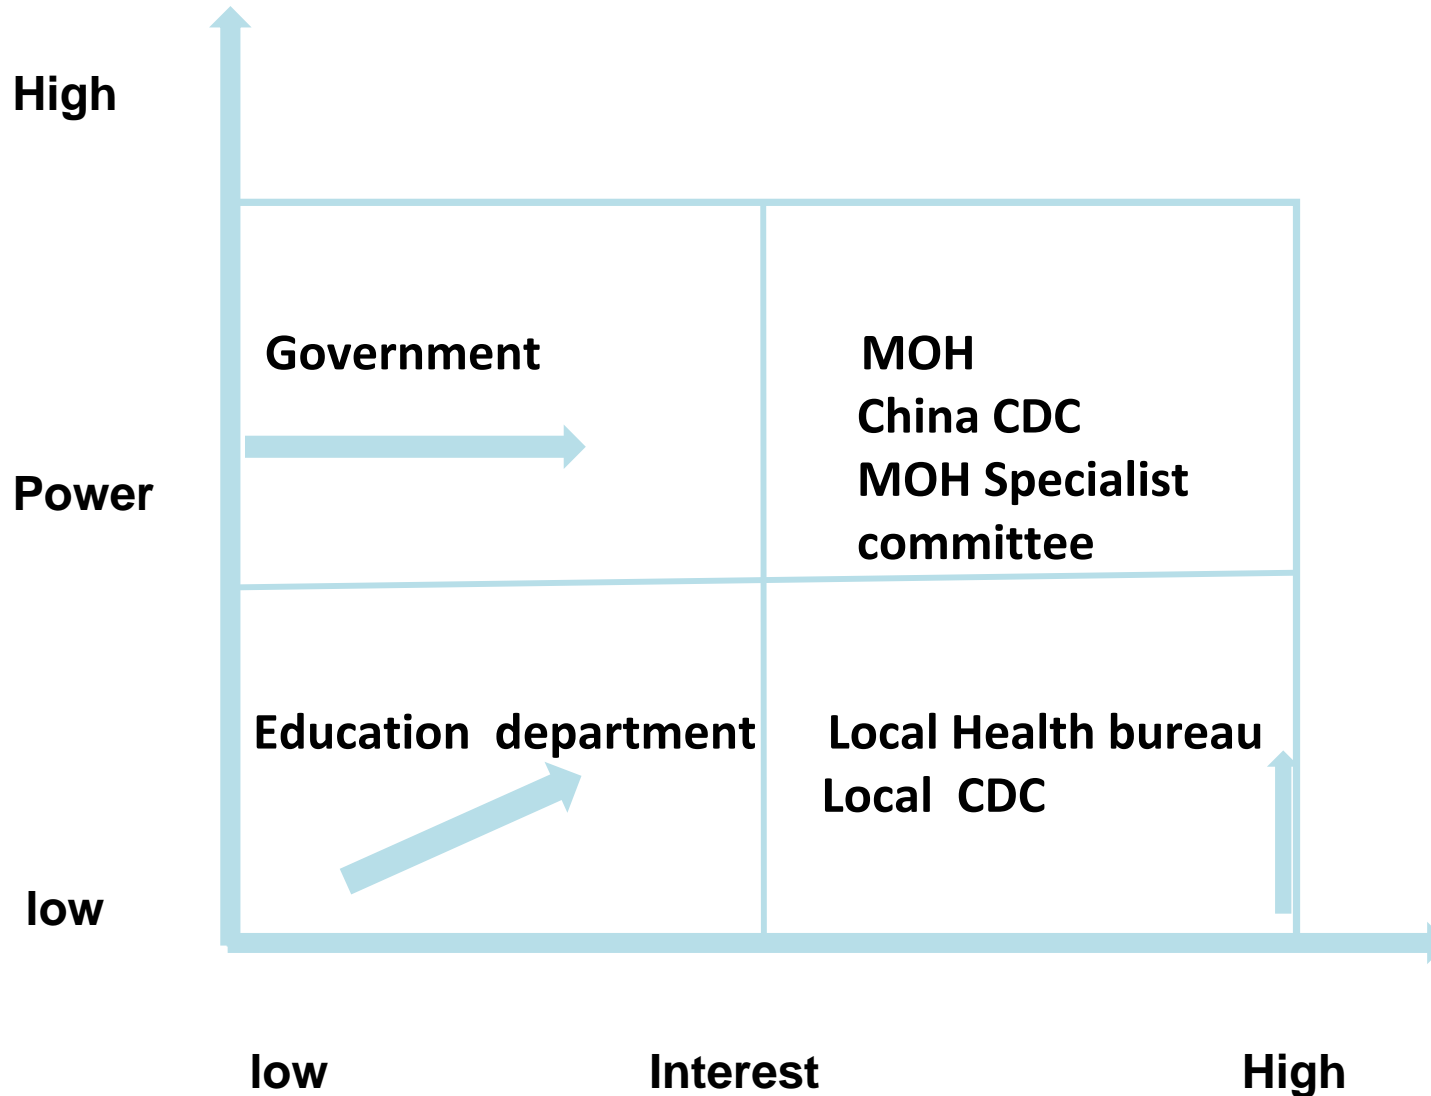 High
Government
MOH
China CDC
Power
MOH Specialist
committee
Education department
Local Health bureau
Local CDC
low
low
Interest
High